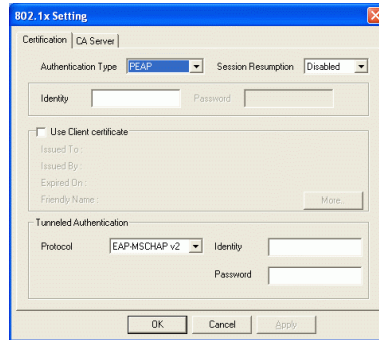 802.1x Setting
Certification CA Server
Authentication Type PEAP Session Resumption Disabled
Identity Password
Use Client certificate
Issued To :
Issued By :
Expired On :
Friendly Name :
More
Tunneled Authentication
Protocol EAP-MSCHAP v2 Identity
Password
OK Cancel Apply